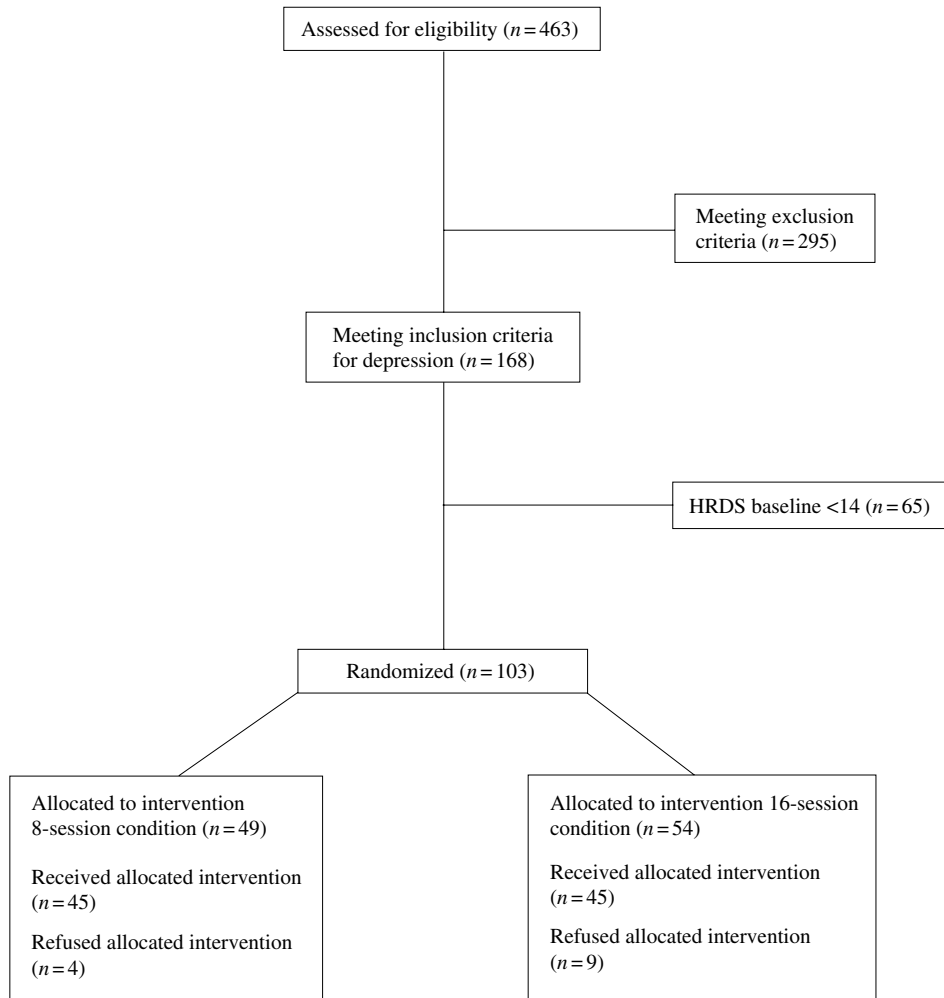 Assessed for eligibility (n=463)
Meeting exclusion
criteria (n=295)
Meeting inclusion criteria
for depression (n=168)
HRDS baseline <14 (n=65)
Randomized (n=103)
Allocated to intervention
8-session condition (n=49)
Received allocated intervention
(n=45)
Refused allocated intervention
(n=4)
Allocated to intervention 16-session
condition (n=54)
Received allocated intervention
(n=45)
Refused allocated intervention
(n=9)